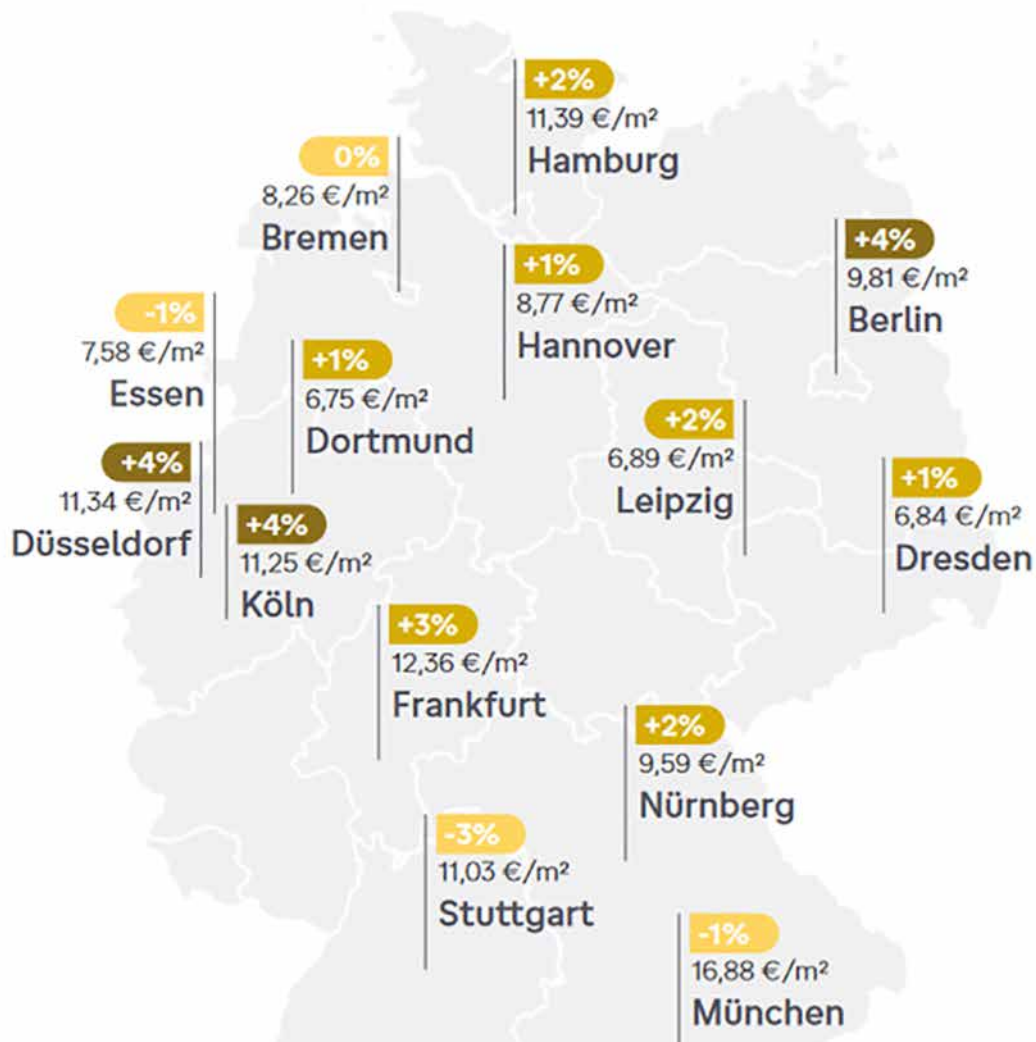 +2%
11,39 €/m²
Hamburg
0%
8,26 €/m²
Bremen
+4%
9,81 €/m²
Berlin
+1%
8,77 €/m²
Hannover
-1%
7,58 €/m²
Essen
+1%
6,75 €/m²
Dortmund
+2%
6,89 €/m²
Leipzig
+4%
11,34 €/m²
Düsseldorf
+1%
6,84 €/m²
Dresden
+4%
11,25 €/m²
Köln
+3%
12,36 €/m²
Frankfurt
+2%
9,59 €/m²
Nürnberg
-3%
11,03 €/m²
Stuttgart
-1%
16,88 €/m²
München